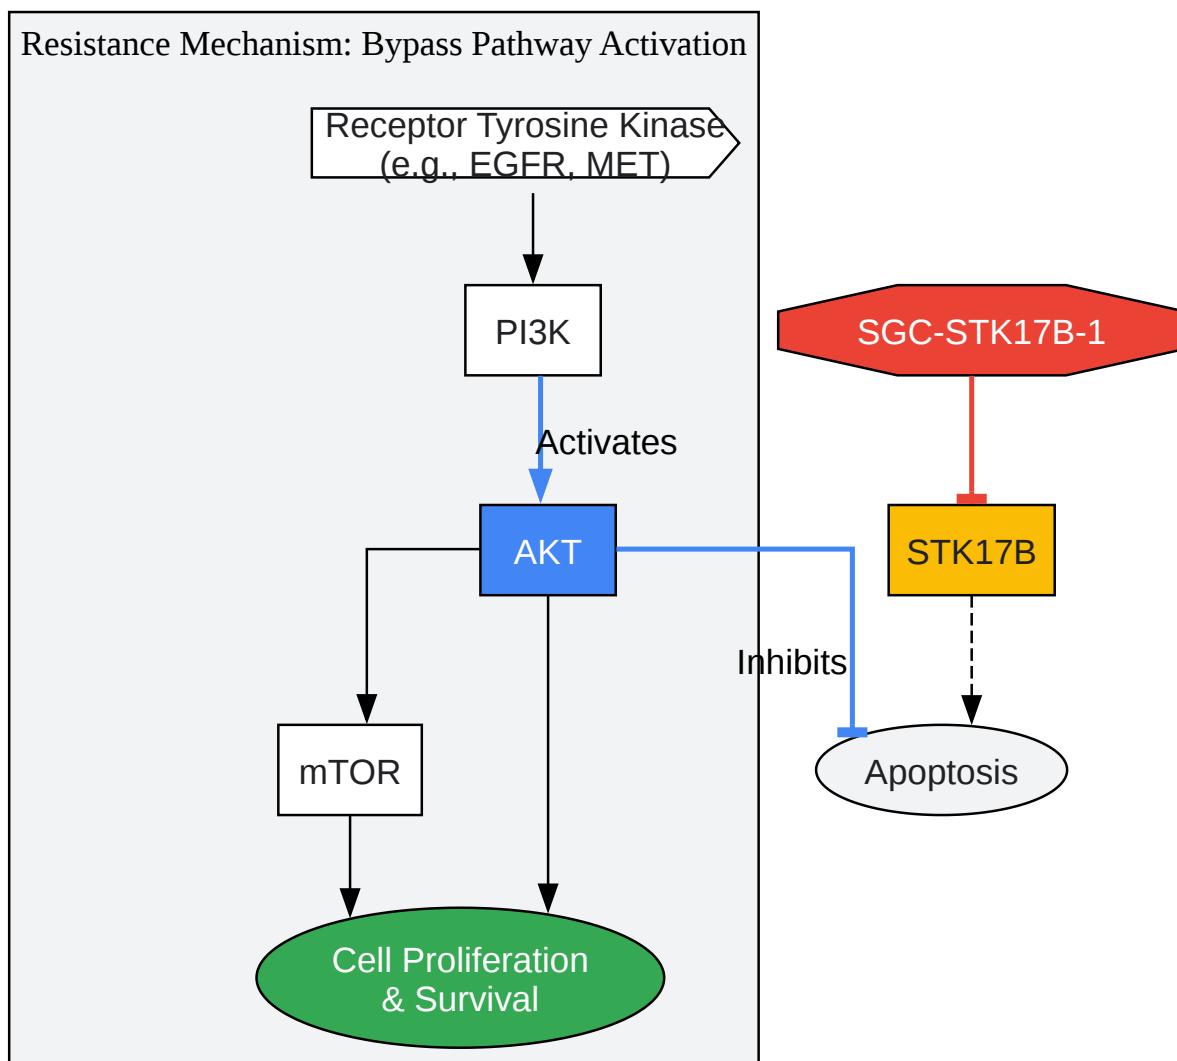 Resistance Mechanism: Bypass Pathway Activation
Receptor Tyrosine Kinase
(e.g., EGFR, MET)
PI3K
SGC-STK17B-1
Activates
AKT
STK17B
Inhibits
mTOR
Apoptosis
Cell Proliferation
& Survival